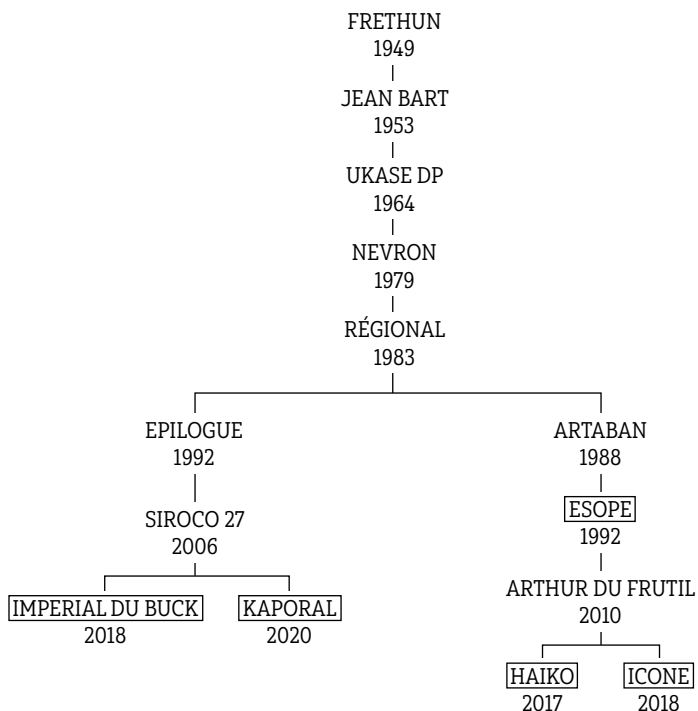 FRETHUN
1949
JEAN BART
1953
UKASE DP
1964
NEVRON
1979
RÉGIONAL
1983
EPILOGUE
1992
SIROCO 27
2006
IMPERIAL DU BUCK
2018
KAPORAL
2020
ARTABAN
1988
ESOPE
1992
ARTHUR DU FRUTIL
2010
HAIKO
2017
ICONE
2018